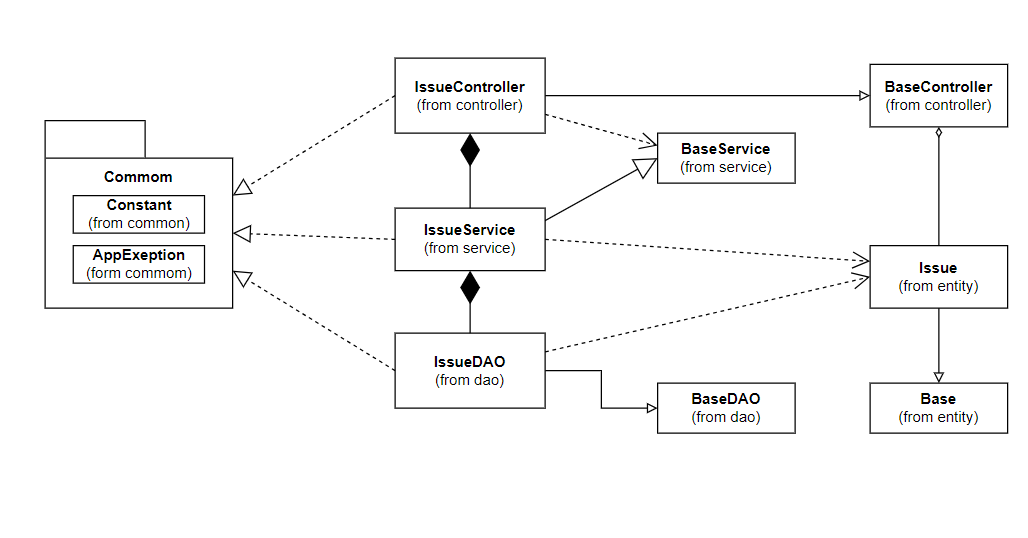 Commom
Constant
(from common)
AppExeption
(form commom)
IssueController
(from controller)
IssueService
(from service)
IssueDAO
(from dao)
BaseService
(from service)
BaseDAO
(from dao)
BaseController
(from controller)
Issue
(from entity)
Base
(from entity)